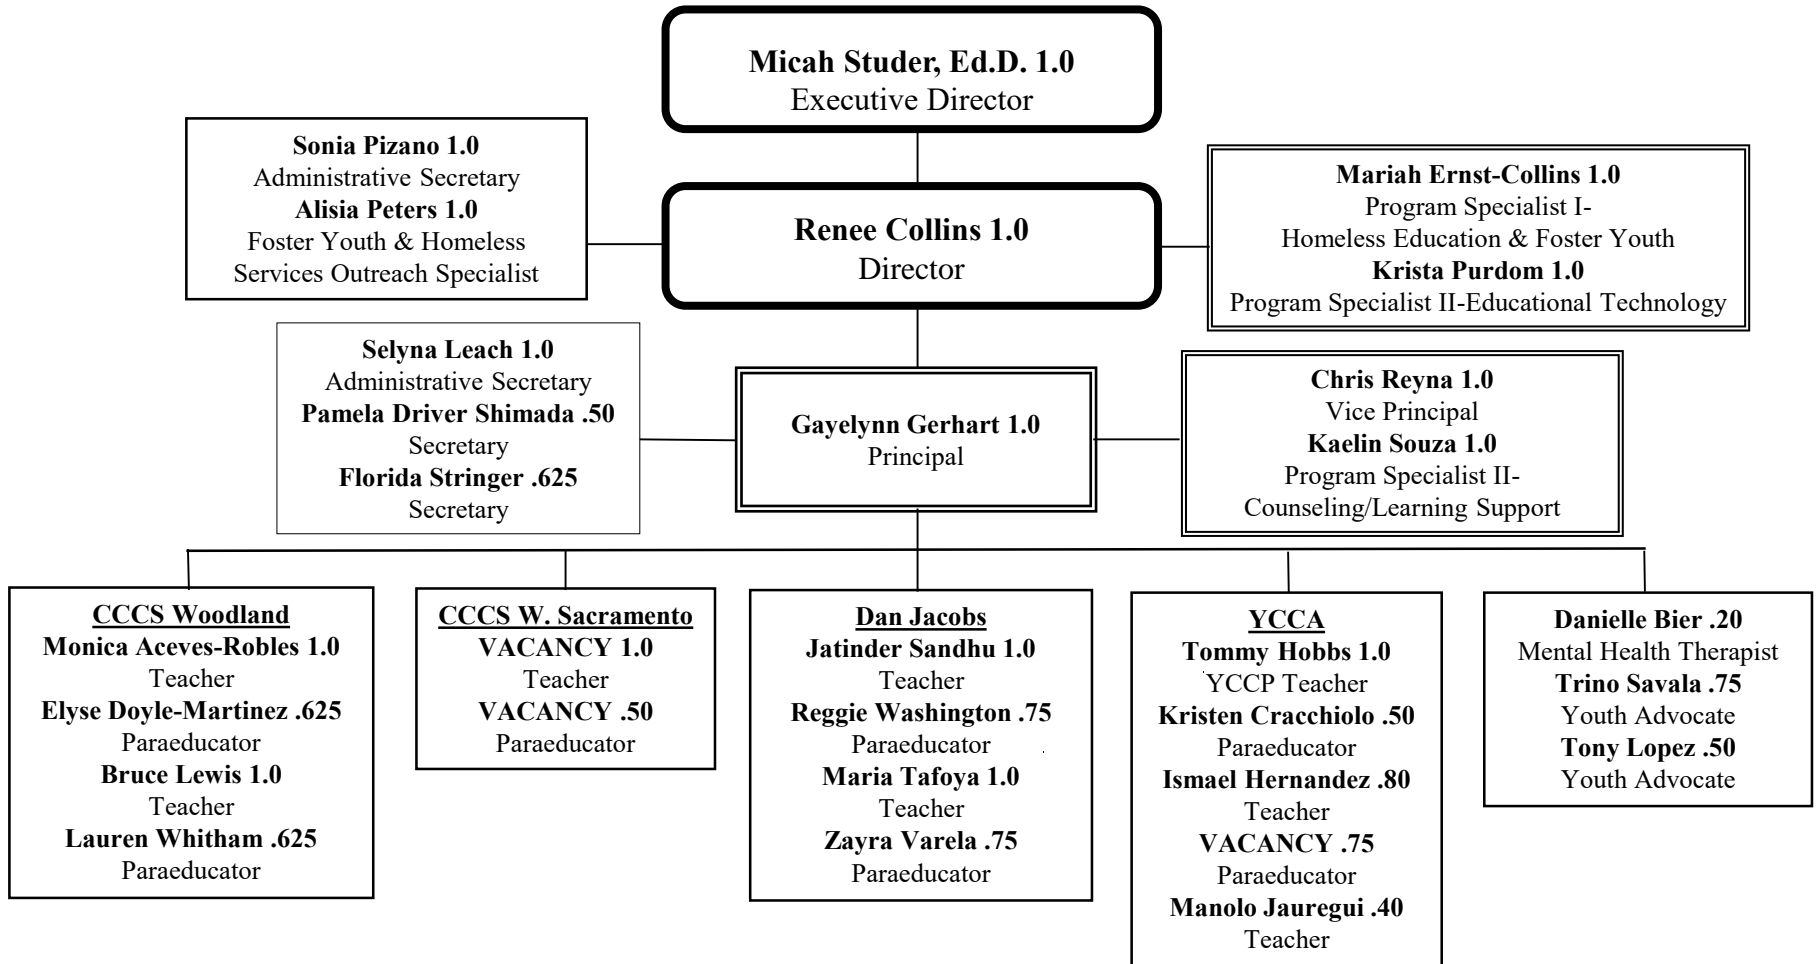 Micah Studer, Ed.D. 1.0
Executive Director
Sonia Pizano 1.0
Administrative Secretary
Alisia Peters 1.0
Foster Youth & Homeless
Services Outreach Specialist
Renee Collins 1.0
Director
Mariah Ernst-Collins 1.0
Program Specialist I-
Homeless Education & Foster Youth
Krista Purdom 1.0
Program Specialist II-Educational Technology
Selyna Leach 1.0
Administrative Secretary
Pamela Driver Shimada .50
Secretary
Florida Stringer .625
Secretary
Gayelynn Gerhart 1.0
Principal
Chris Reyna 1.0
Vice Principal
Kaelin Souza 1.0
Program Specialist II-
Counseling/Learning Support
CCCS Woodland
Monica Aceves-Robles 1.0
Teacher
Elyse Doyle-Martinez .625
Paraeducator
Bruce Lewis 1.0
Teacher
Lauren Whitham .625
Paraeducator
CCCS W. Sacramento
VACANCY 1.0
Teacher
VACANCY .50
Paraeducator
Dan Jacobs
Jatinder Sandhu 1.0
Teacher
Reggie Washington .75
Paraeducator
Maria Tafoya 1.0
Teacher
Zayra Varela .75
Paraeducator
YCCA
Tommy Hobbs 1.0
YCCP Teacher
Kristen Cracchiolo .50
Paraeducator
Ismael Hernandez .80
Teacher
VACANCY .75
Paraeducator
Manolo Jauregui .40
Teacher
Danielle Bier .20
Mental Health Therapist
Trino Savala .75
Youth Advocate
Tony Lopez .50
Youth Advocate